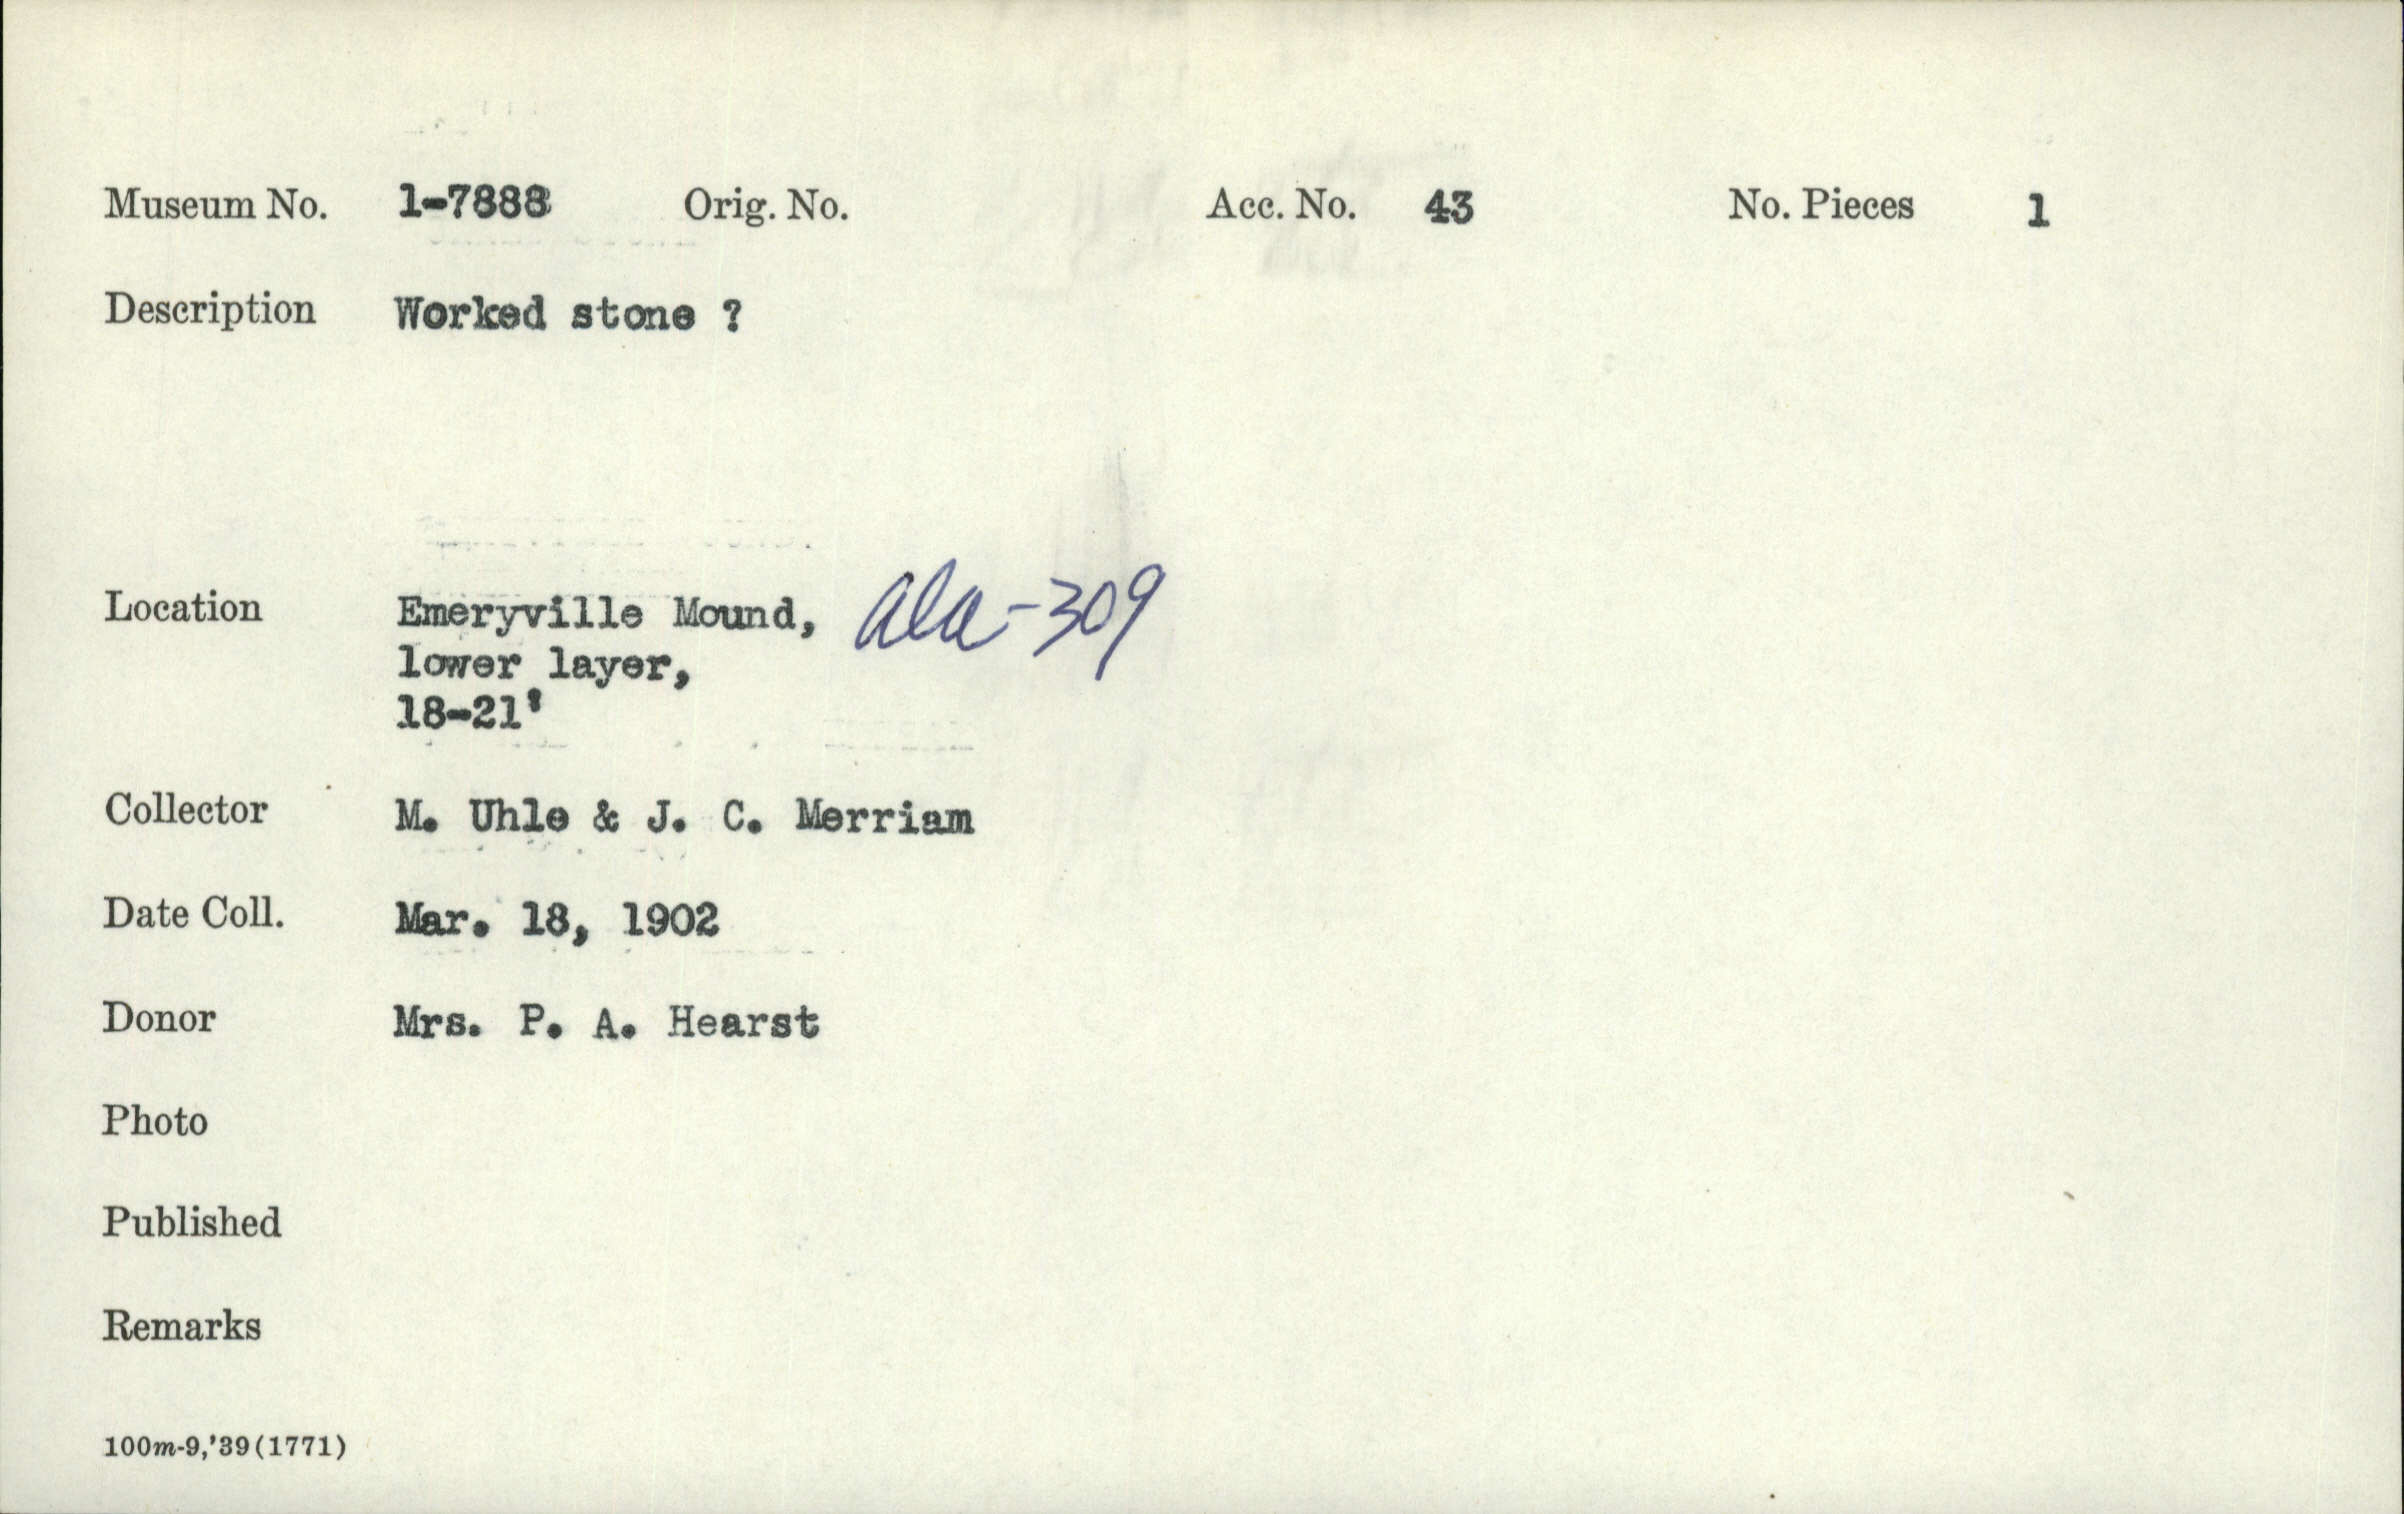 Museum No. 1-7888 Orig. No. Acc. No. 43 No. Pieces 1
Description Worked stone ?
Location Emeryville Mound, Ala-309
lower layer,
18-21'
Collector M. Uhle & J. C. Merriam
Date Coll. Mar. 18, 1902
Donor Mrs. P. A. Hearst
Photo
Published
Remarks
100m-9,'39(1771)